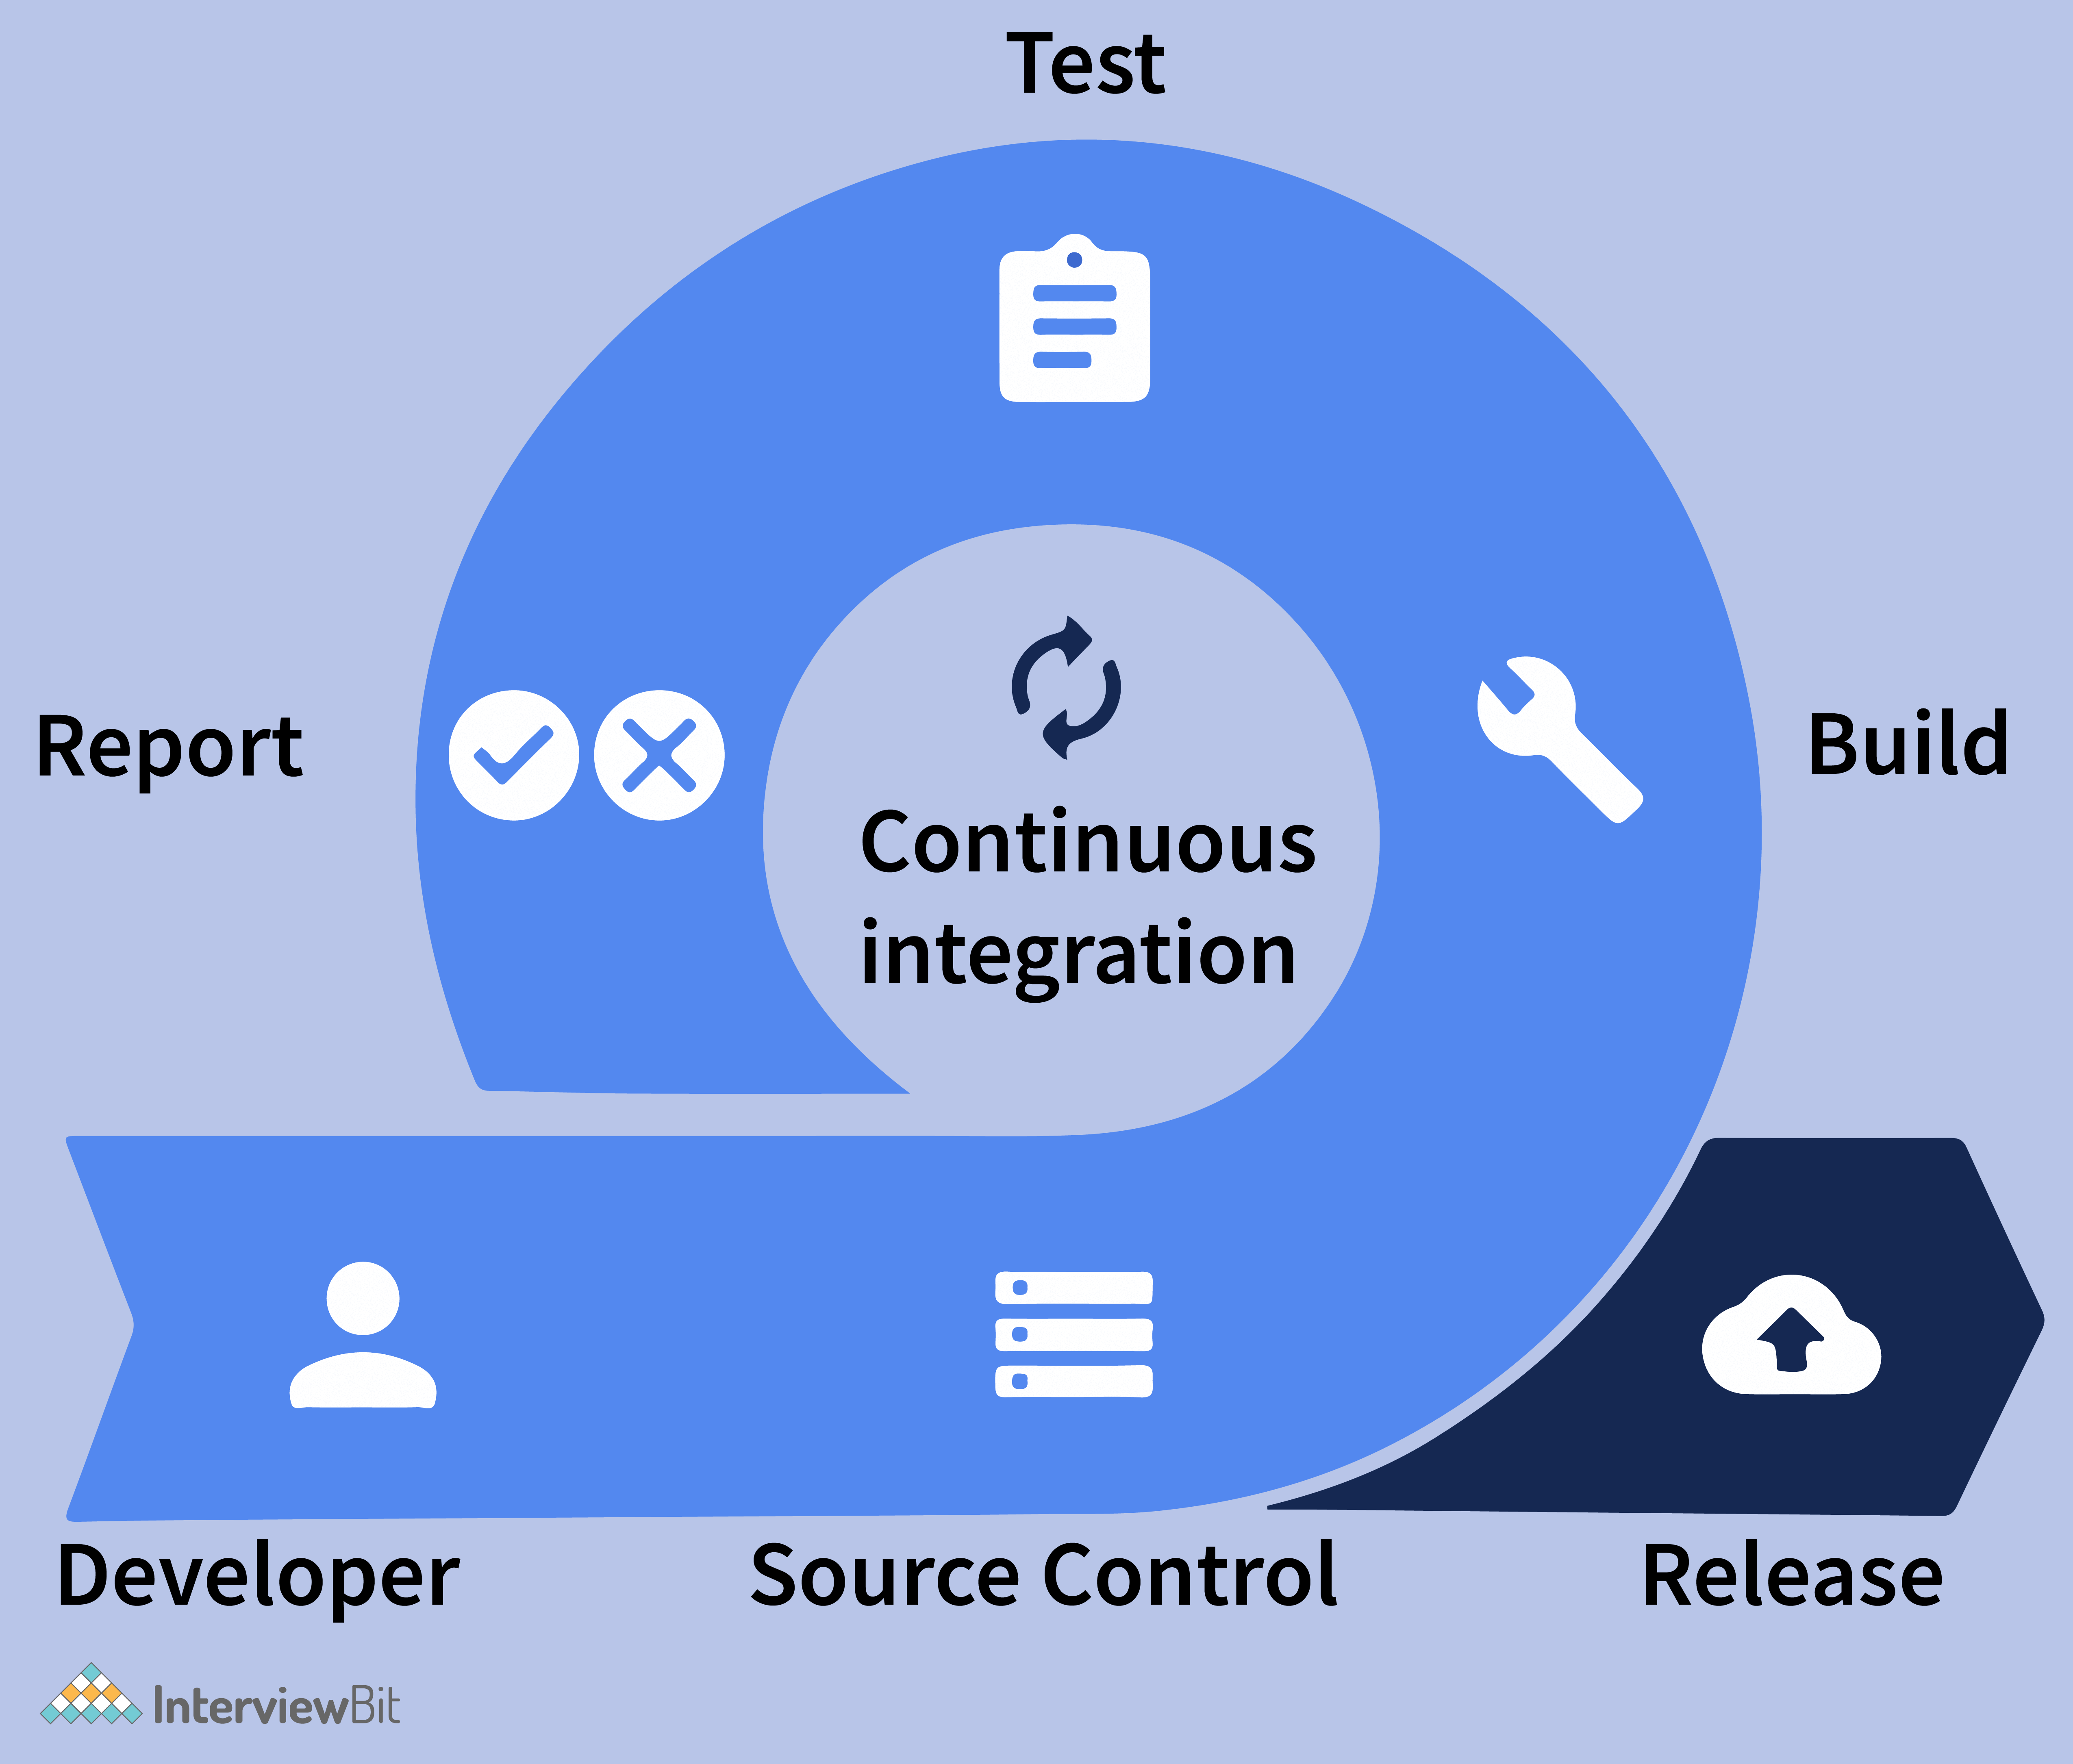 Test
Report
Build
Continuous
integration
Developer
Source Control
Release
InterviewBit